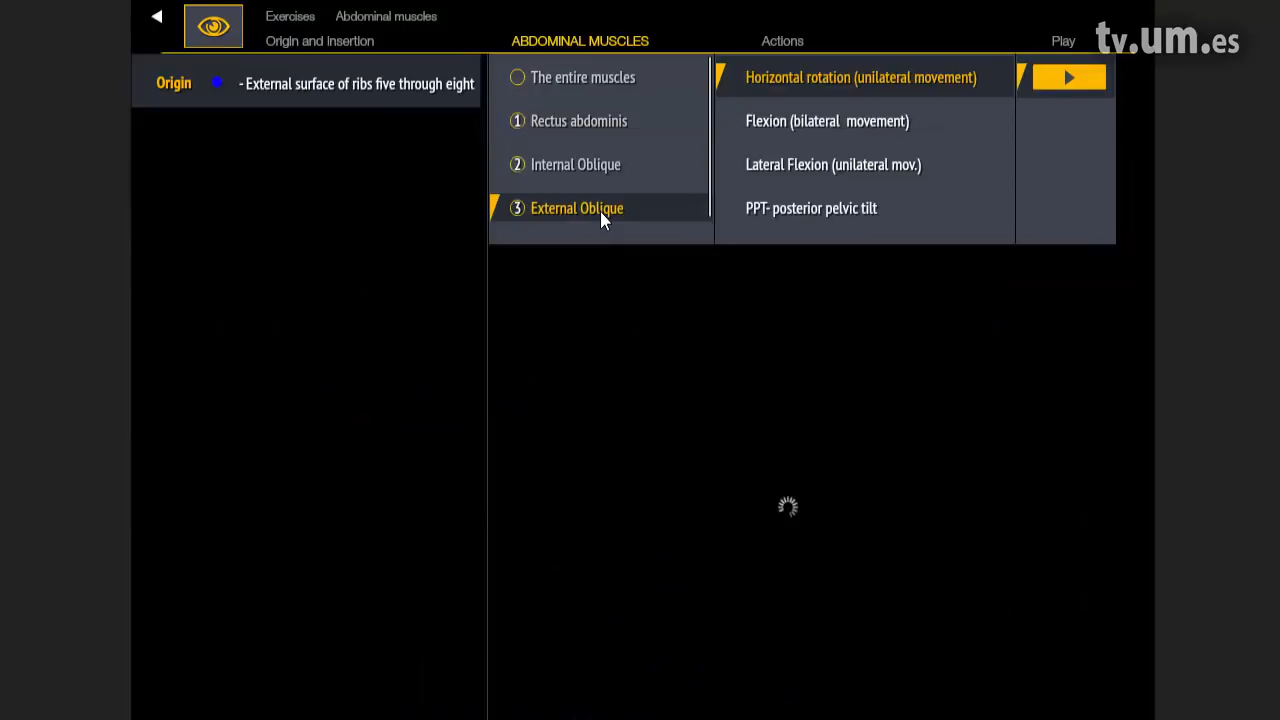 Exercises
Abdominal muscles
Origin and Insertion
ABDOMINAL MUSCLES
Actions
Play
tv.um.es
Origin
- External surface of ribs five through eight
The entire muscles
1 Rectus abdominis
2 Internal Oblique
3 External Oblique
Horizontal rotation (unilateral movement)
Flexion (bilateral movement)
Lateral Flexion (unilateral mov.)
PPT- posterior pelvic tilt